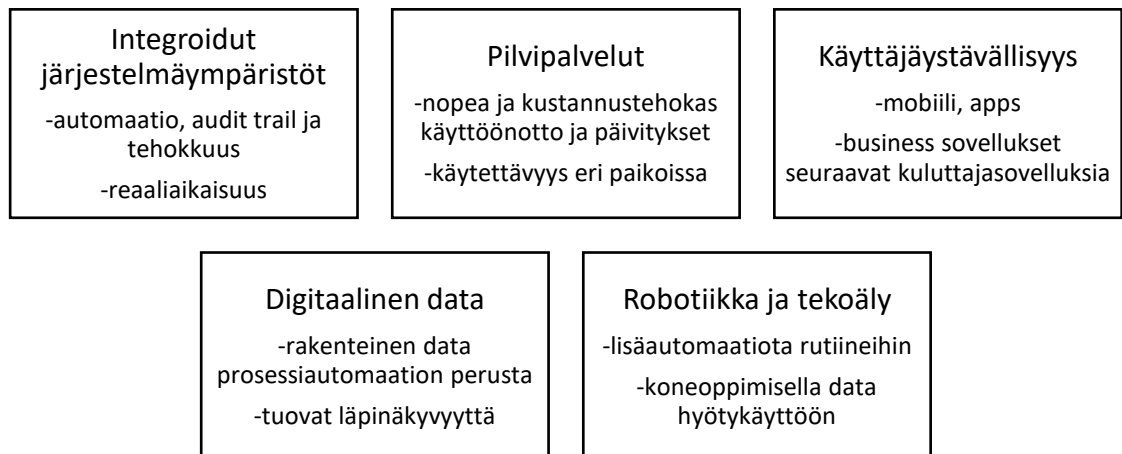 Integroidut
järjestelmäympäristöt
-automaatio, audit trail ja
tehokkuus
-reaaliaikaisuus
Pilvipalvelut
-nopea ja kustannustehokas
käyttöönotto ja päivitykset
-käytettävyys eri paikoissa
Käyttäjäystävällisyys
-mobiili, apps
-business sovellukset
seuraavat kuluttajasovelluksia
Digitaalinen data
-rakenteinen data
prosessiautomaation perusta
-tuovat läpinäkyvyyttä
Robotiikka ja tekoäly
-lisäautomaatiota rutiineihin
-koneoppimisella data
hyötykäyttöön